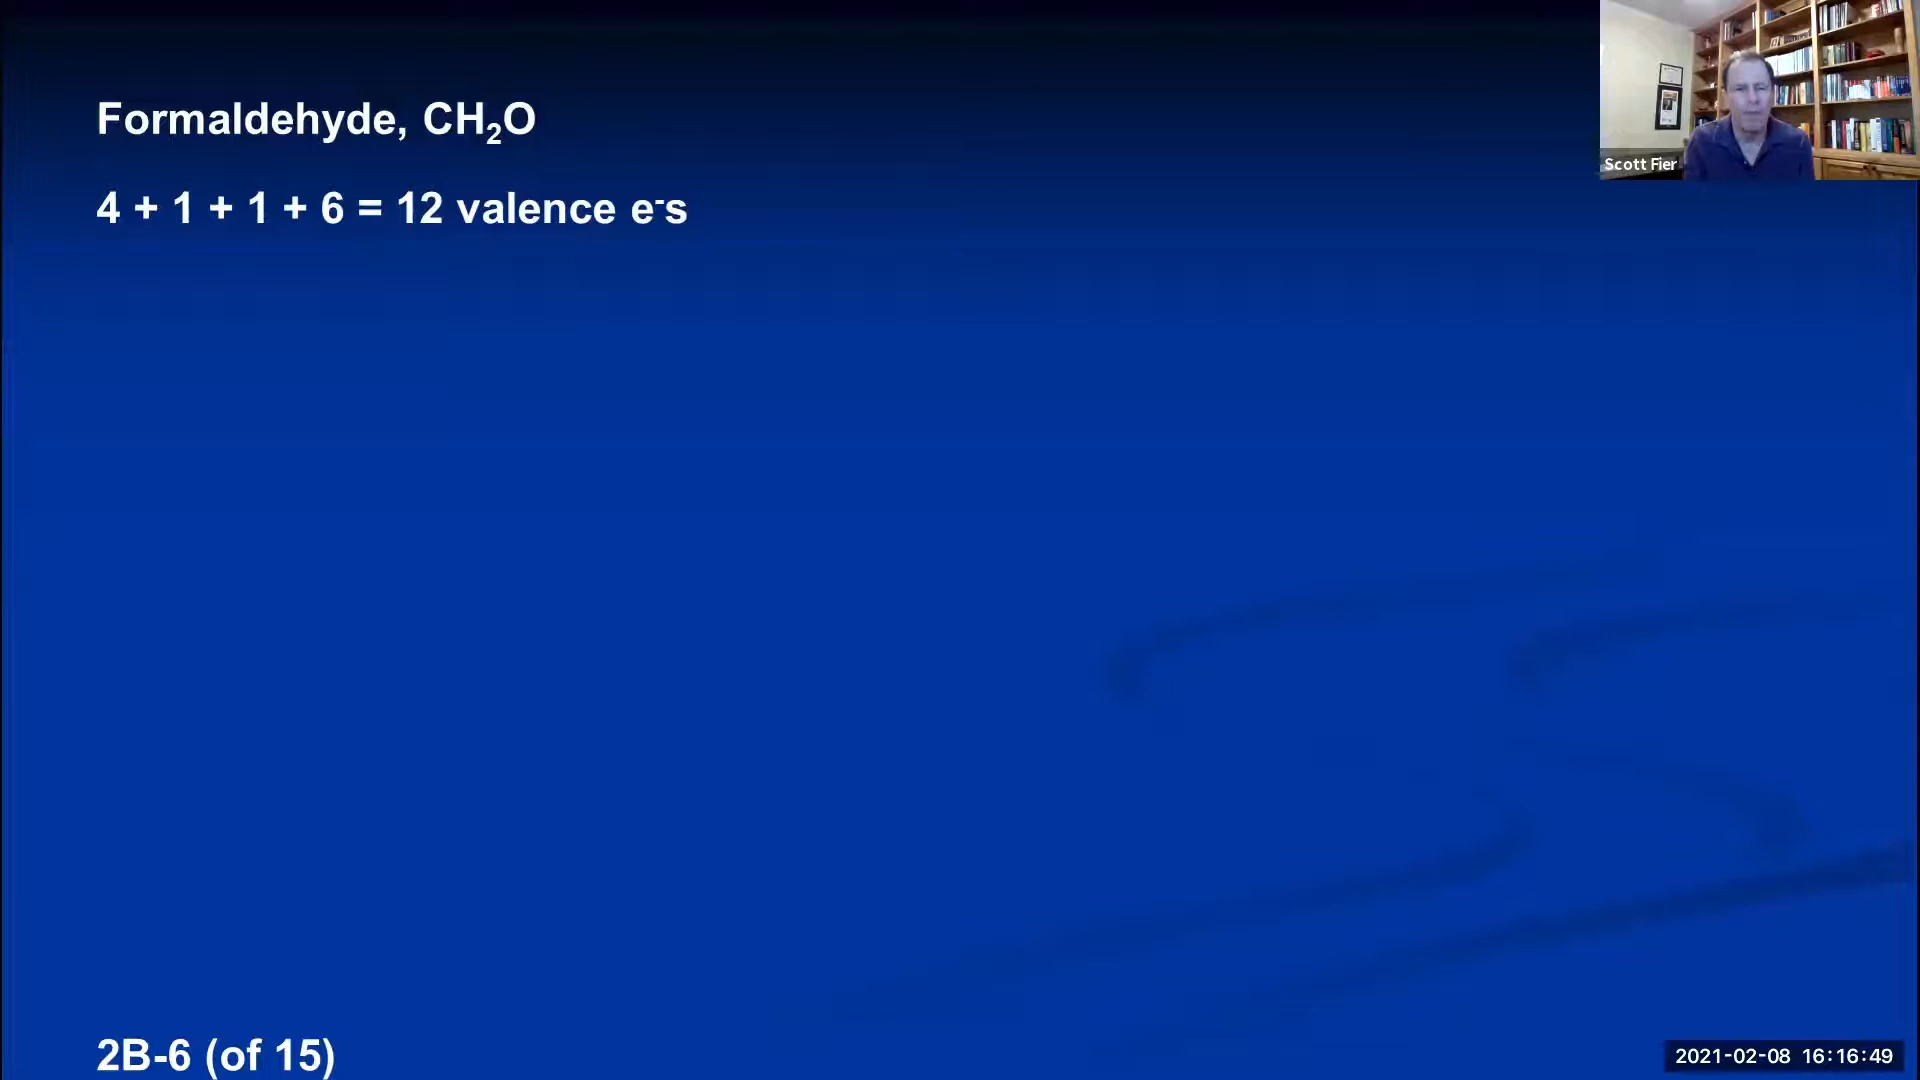 Formaldehyde, CH₂O
Scott Fier
4 + 1 + 1 + 6 = 12 valence e⁻s
2B-6 (of 15)
2021-02-08 16:16:49